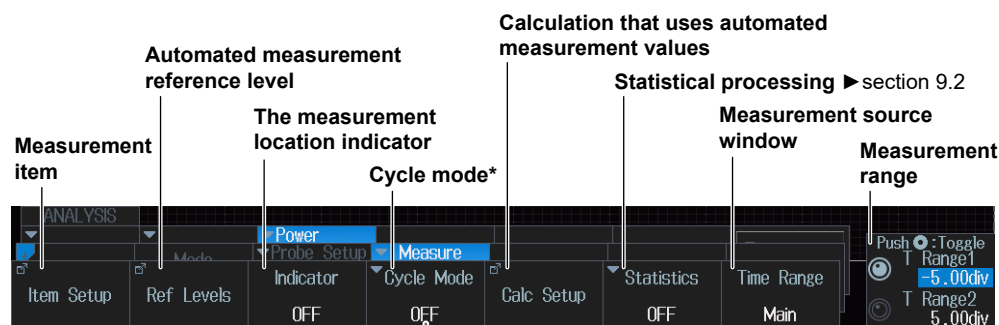 Calculation that uses automated
measurement values
Automated measurement
reference level
Statistical processing ►section 9.2
The measurement
location indicator
Measurement source
window
Measurement
item
Measurement
range
Cycle mode*
ANALYSIS
Power
Mode
Probe Setup
Measure
Push :Toggle
Item Setup
Ref Levels
Indicator
OFF
Cycle Mode
OFF
Calc Setup
Statistics
OFF
Time Range
Main
T Range1
-5.00div
T Range2
5.00div